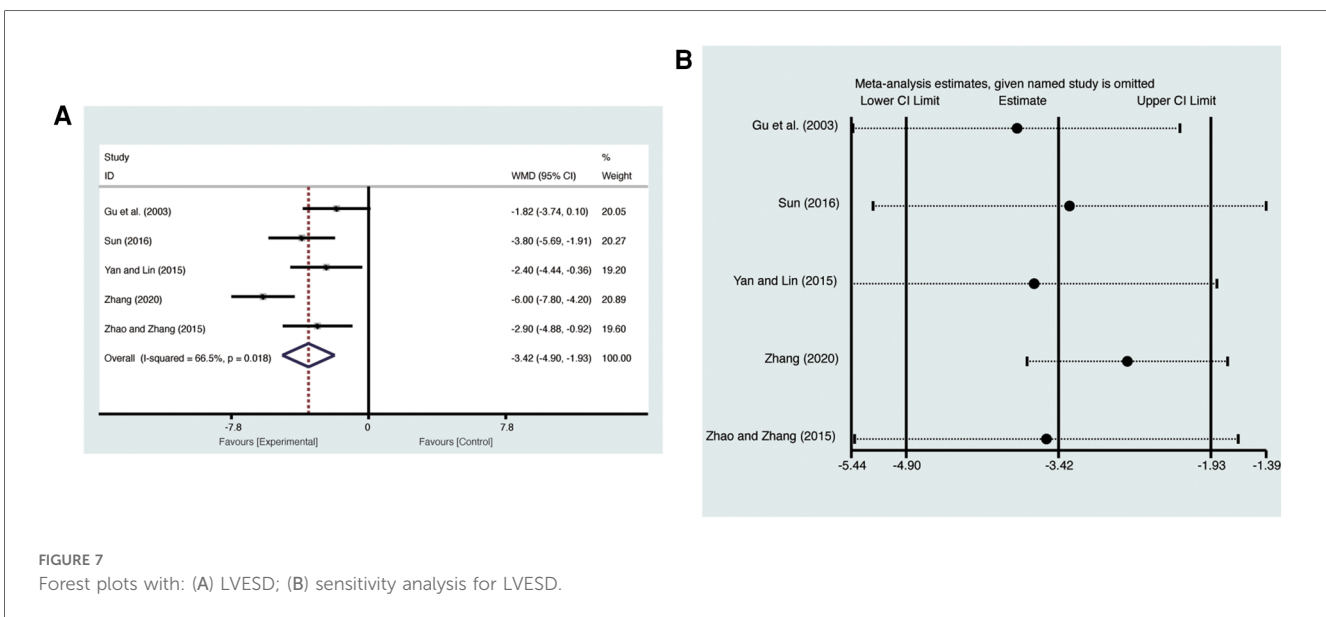 A
Study %
ID WMD (95% CI) Weight
Gu et al. (2003) -1.82 (-3.74, 0.10) 20.05
Sun (2016) -3.80 (-5.69, -1.91) 20.27
Yan and Lin (2015) -2.40 (-4.44, -0.36) 19.20
Zhang (2020) -6.00 (-7.80, -4.20) 20.89
Zhao and Zhang (2015) -2.90 (-4.88, -0.92) 19.60
Overall (I-squared = 66.5%, p = 0.018) -3.42 (-4.90, -1.93) 100.00
-7.8 0 7.8
Favours [Experimental] Favours [Control]
B
Meta-analysis estimates, given named study is omitted
Lower CI Limit Estimate Upper CI Limit
Gu et al. (2003)
Sun (2016)
Yan and Lin (2015)
Zhang (2020)
Zhao and Zhang (2015)
-5.44 -4.90 -3.42 -1.93 -1.39
FIGURE 7
Forest plots with: (A) LVESD; (B) sensitivity analysis for LVESD.